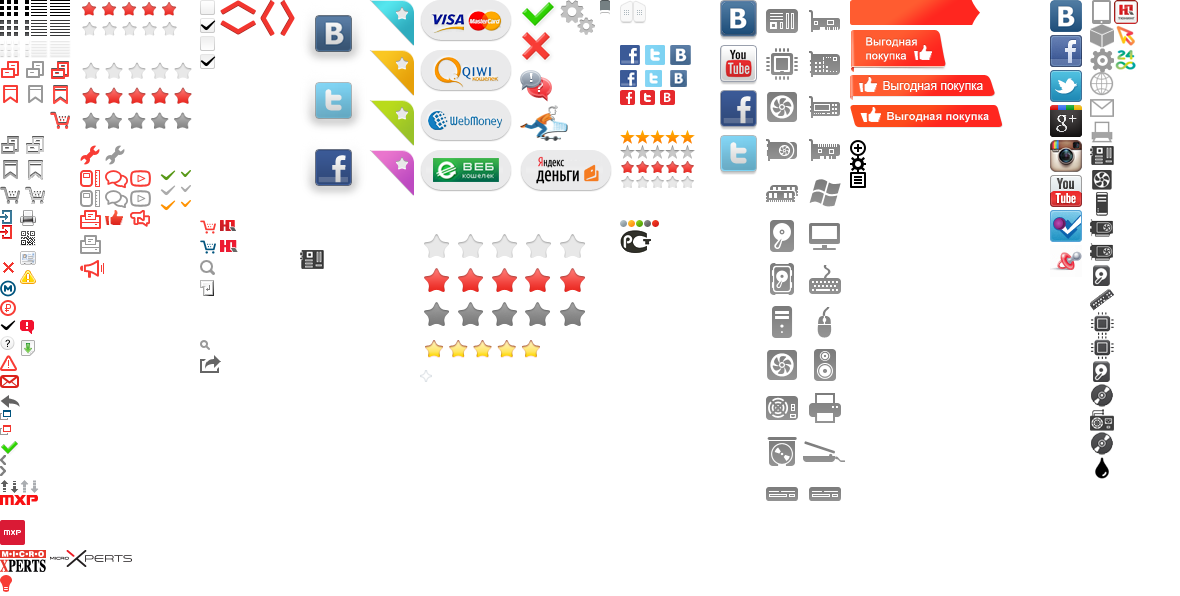 VISA MasterCard
QIWI
КОШЕЛЕК
WebMoney
ВЕБ
кошелек
Яндекс
деньги
You
Tube
Выгодная
покупка
Выгодная покупка
Выгодная покупка
g+
You
Tube
24
mxp
mxp
M·I·C·R·O
XPERTS
MICRO XPERTS